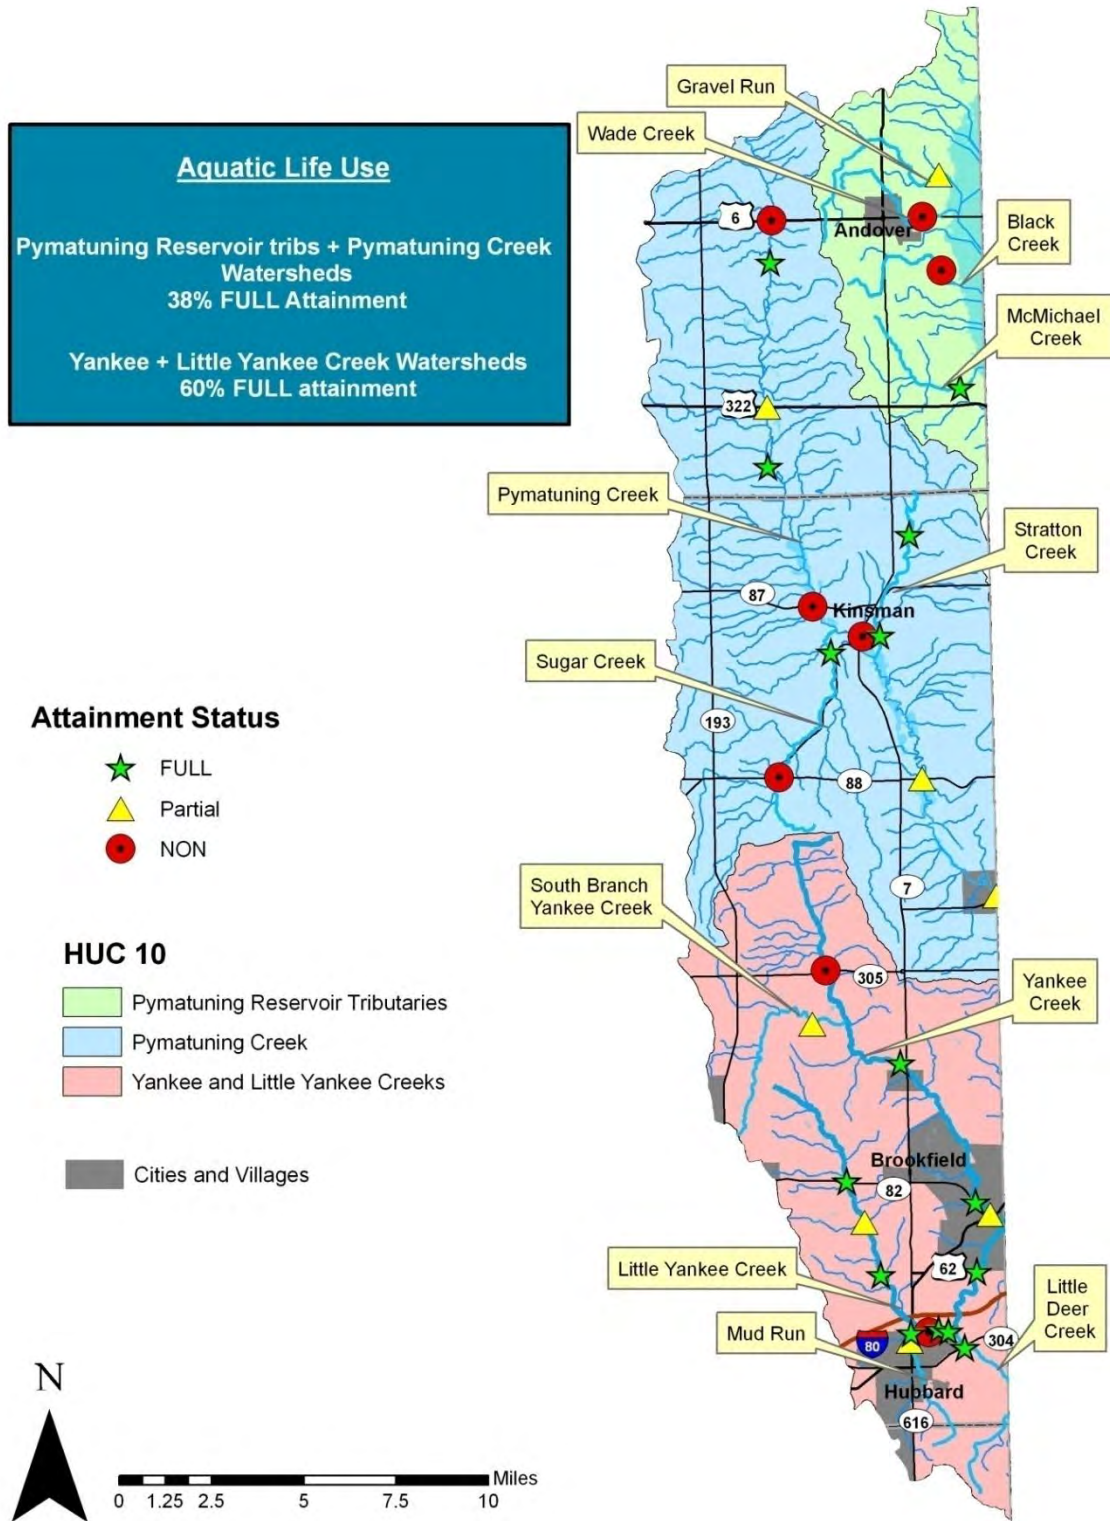 Aquatic Life Use
Pymatuning Reservoir tribs + Pymatuning Creek
Watersheds
38% FULL Attainment
Yankee + Little Yankee Creek Watersheds
60% FULL attainment
Gravel Run
Wade Creek
6
Andover
Black
Creek
McMichael
Creek
322
Pymatuning Creek
Stratton
Creek
87
Kinsman
Sugar Creek
193
88
South Branch
Yankee Creek
7
305
Yankee
Creek
Brookfield
82
Little Yankee Creek
62
Little
Deer
Creek
Mud Run
80
304
Hubbard
616
Attainment Status
FULL
Partial
NON
HUC 10
Pymatuning Reservoir Tributaries
Pymatuning Creek
Yankee and Little Yankee Creeks
Cities and Villages
N
Miles
0 1.25 2.5 5 7.5 10